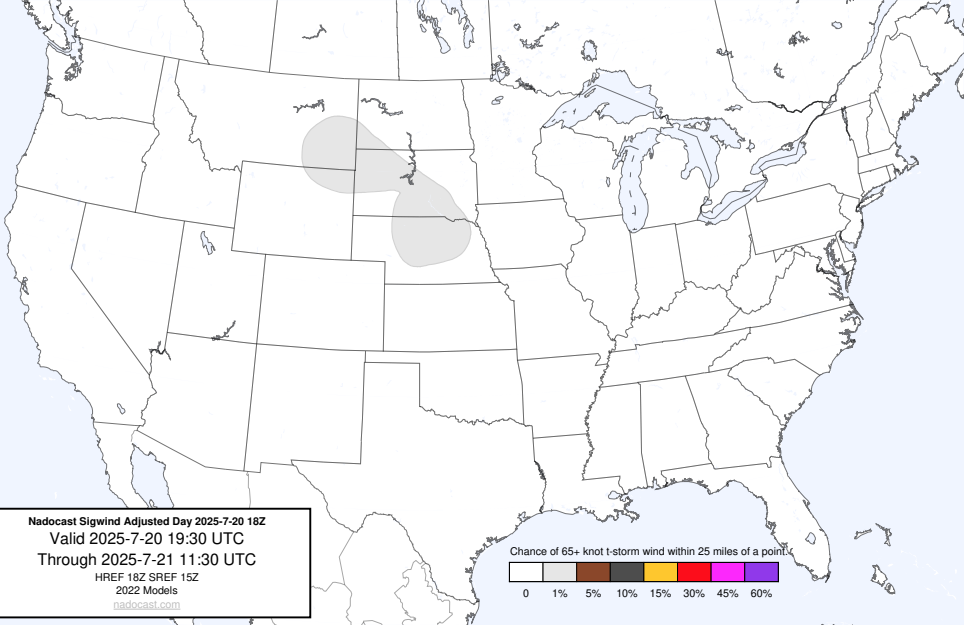 Nadocast Sigwind Adjusted Day 2025-7-20 18Z
Valid 2025-7-20 19:30 UTC
Through 2025-7-21 11:30 UTC
HREF 18Z SREF 15Z
2022 Models
nadocast.com
Chance of 65+ knot t-storm wind within 25 miles of a point.
0 1% 5% 10% 15% 30% 45% 60%